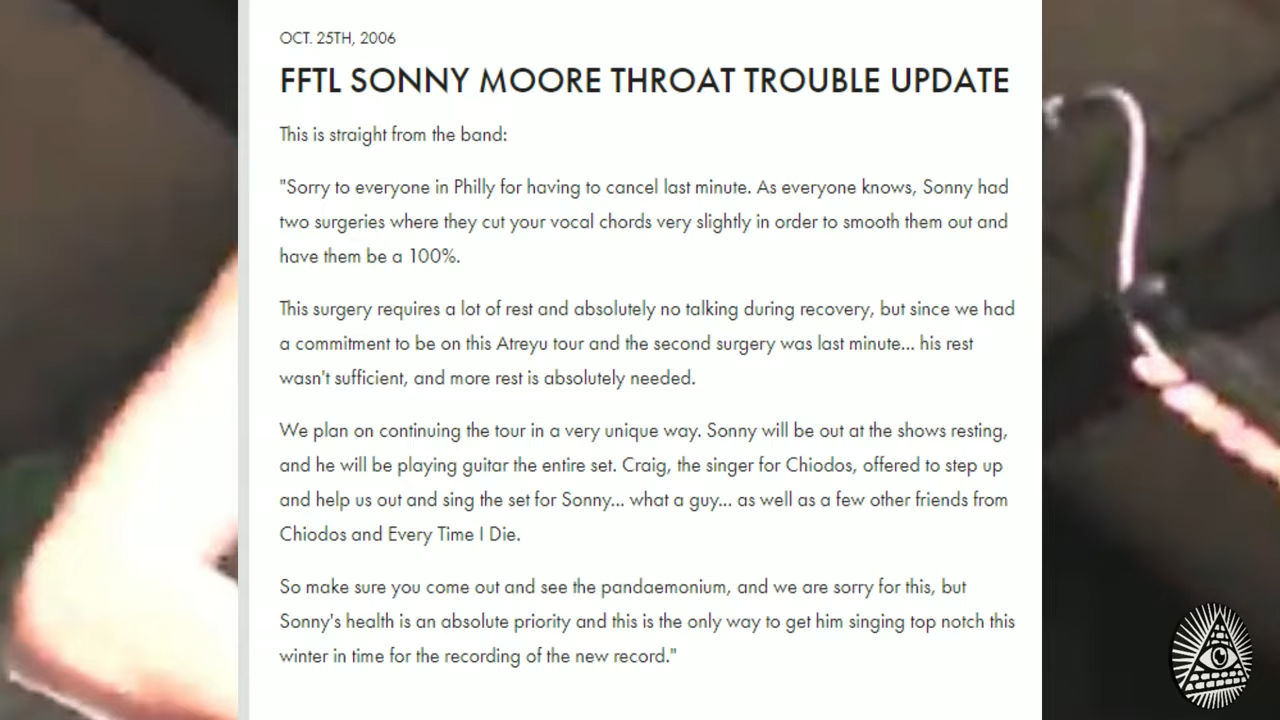 OCT. 25TH, 2006
FFTL SONNY MOORE THROAT TROUBLE UPDATE
This is straight from the band:
"Sorry to everyone in Philly for having to cancel last minute. As everyone knows, Sonny had
two surgeries where they cut your vocal chords very slightly in order to smooth them out and
have them be a 100%.
This surgery requires a lot of rest and absolutely no talking during recovery, but since we had
a commitment to be on this Atreyu tour and the second surgery was last minute... his rest
wasn't sufficient, and more rest is absolutely needed.
We plan on continuing the tour in a very unique way. Sonny will be out at the shows resting,
and he will be playing guitar the entire set. Craig, the singer for Chiodos, offered to step up
and help us out and sing the set for Sonny... what a guy... as well as a few other friends from
Chiodos and Every Time I Die.
So make sure you come out and see the pandaemonium, and we are sorry for this, but
Sonny's health is an absolute priority and this is the only way to get him singing top notch this
winter in time for the recording of the new record."